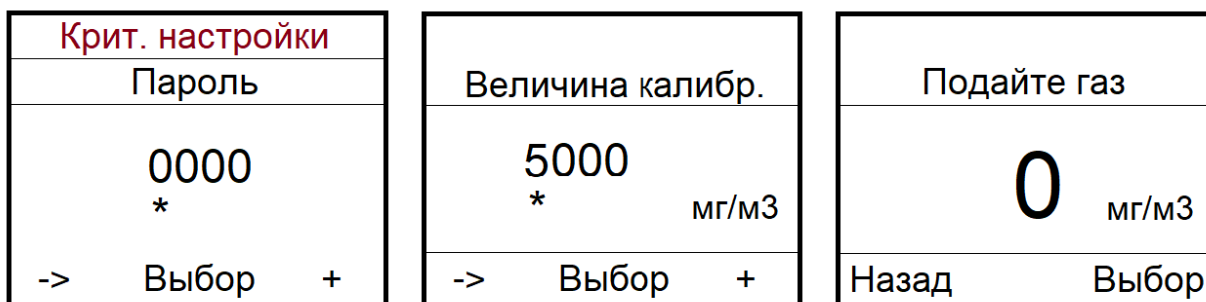 Крит. настройки
Пароль
0000
*
-> Выбор +
Величина калибр.
5000
* мг/м3
-> Выбор +
Подайте газ
0 мг/м3
Назад Выбор